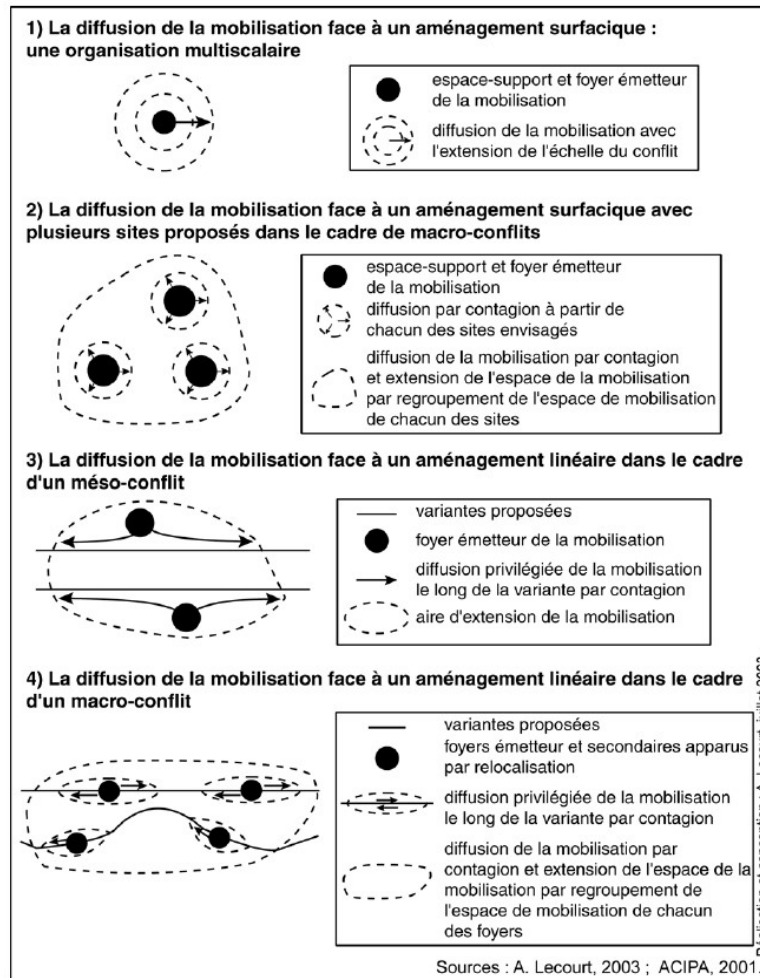 1) La diffusion de la mobilisation face à un aménagement surfacique :
une organisation multiscalaire
espace-support et foyer émetteur
de la mobilisation
diffusion de la mobilisation avec
l'extension de l'échelle du conflit
2) La diffusion de la mobilisation face à un aménagement surfacique avec
plusieurs sites proposés dans le cadre de macro-conflits
espace-support et foyer émetteur
de la mobilisation
diffusion par contagion à partir de
chacun des sites envisagés
diffusion de la mobilisation par contagion
et extension de l'espace de la mobilisation
par regroupement de l'espace de mobilisation
de chacun des sites
3) La diffusion de la mobilisation face à un aménagement linéaire dans le cadre
d'un méso-conflit
variantes proposées
foyer émetteur de la mobilisation
diffusion privilégiée de la mobilisation
le long de la variante par contagion
aire d'extension de la mobilisation
4) La diffusion de la mobilisation face à un aménagement linéaire dans le cadre
d'un macro-conflit
variantes proposées
foyers émetteur et secondaires apparus
par relocalisation
diffusion privilégiée de la mobilisation
le long de la variante par contagion
diffusion de la mobilisation par
contagion et extension de l'espace de la
mobilisation par regroupement de
l'espace de mobilisation de chacun
des foyers
Sources : A. Lecourt, 2003 ; ACIPA, 2001.
A. Lecourt, juillet